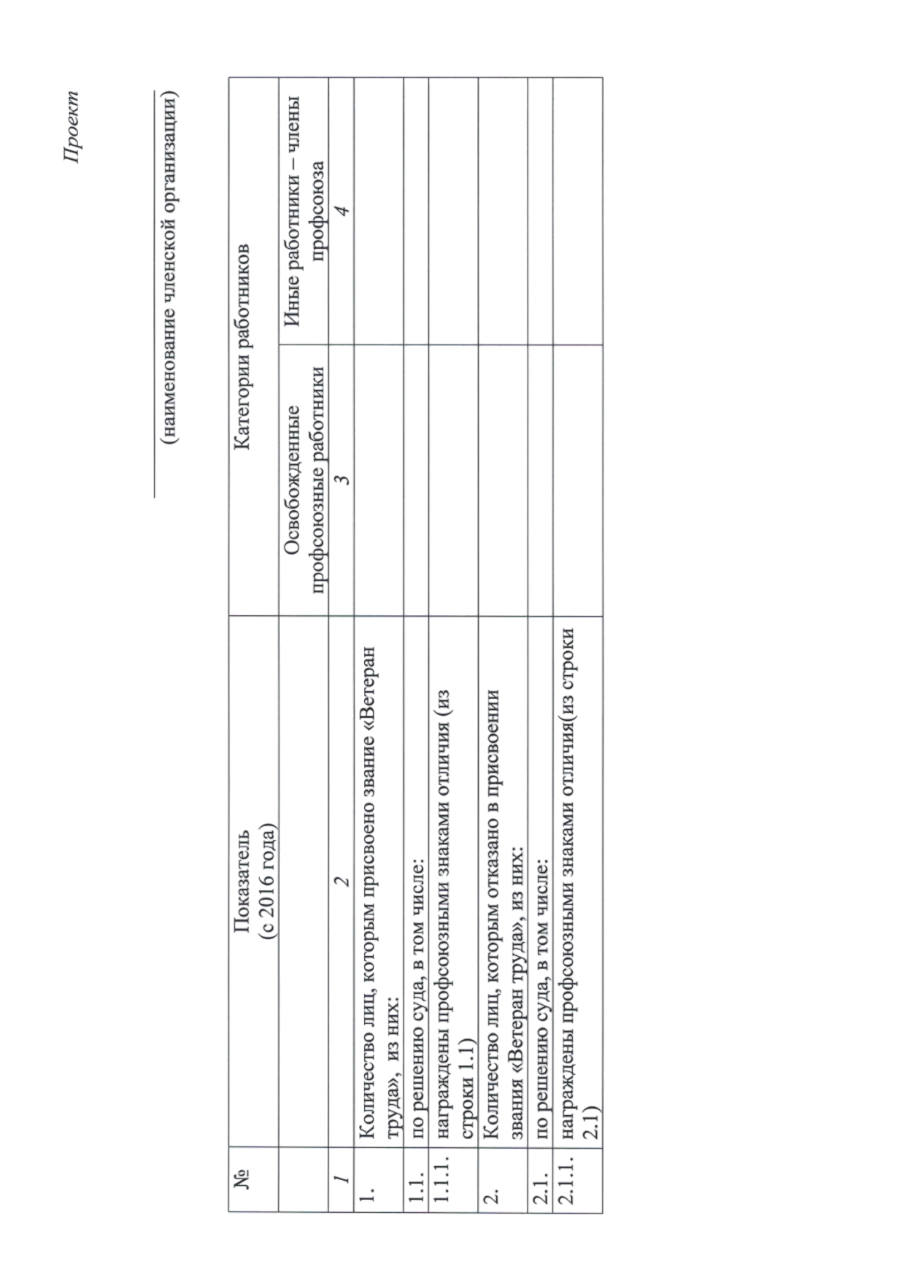 Проект
(наименование членской организации)
№
Показатель
(с 2016 года)
Категории работников
Освобожденные
профсоюзные работники
Иные работники – члены
профсоюза
1
2
3
4
1.
Количество лиц, которым присвоено звание «Ветеран
труда», из них:
1.1.
по решению суда, в том числе:
1.1.1.
награждены профсоюзными знаками отличия (из
строки 1.1)
2.
Количество лиц, которым отказано в присвоении
звания «Ветеран труда», из них:
2.1.
по решению суда, в том числе:
2.1.1.
награждены профсоюзными знаками отличия(из строки
2.1)